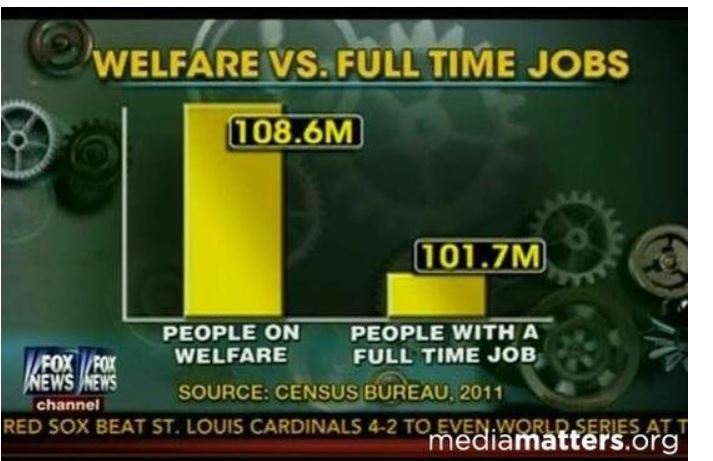 WELFARE VS. FULL TIME JOBS
108.6M
101.7M
PEOPLE ON
WELFARE
PEOPLE WITH A
FULL TIME JOB
FOX
NEWS
channel
FOX
NEWS
SOURCE: CENSUS BUREAU, 2011
RED SOX BEAT ST. LOUIS CARDINALS 4-2 TO EVEN WORLD SERIES AT T
mediamatters.org